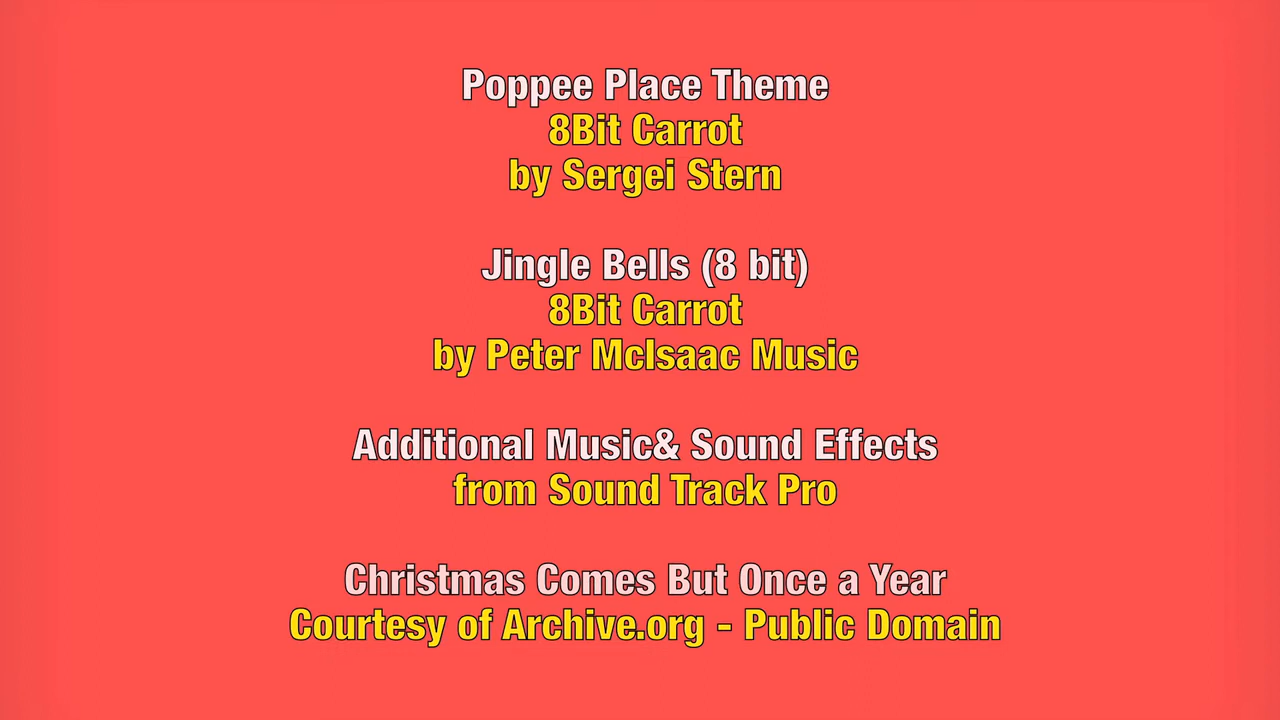 Poppee Place Theme
8Bit Carrot
by Sergei Stern
Jingle Bells (8 bit)
8Bit Carrot
by Peter McIsaac Music
Additional Music& Sound Effects
from Sound Track Pro
Christmas Comes But Once a Year
Courtesy of Archive.org - Public Domain